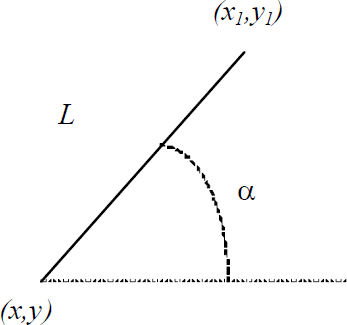 (x₁,y₁)
L
α
(x,y)